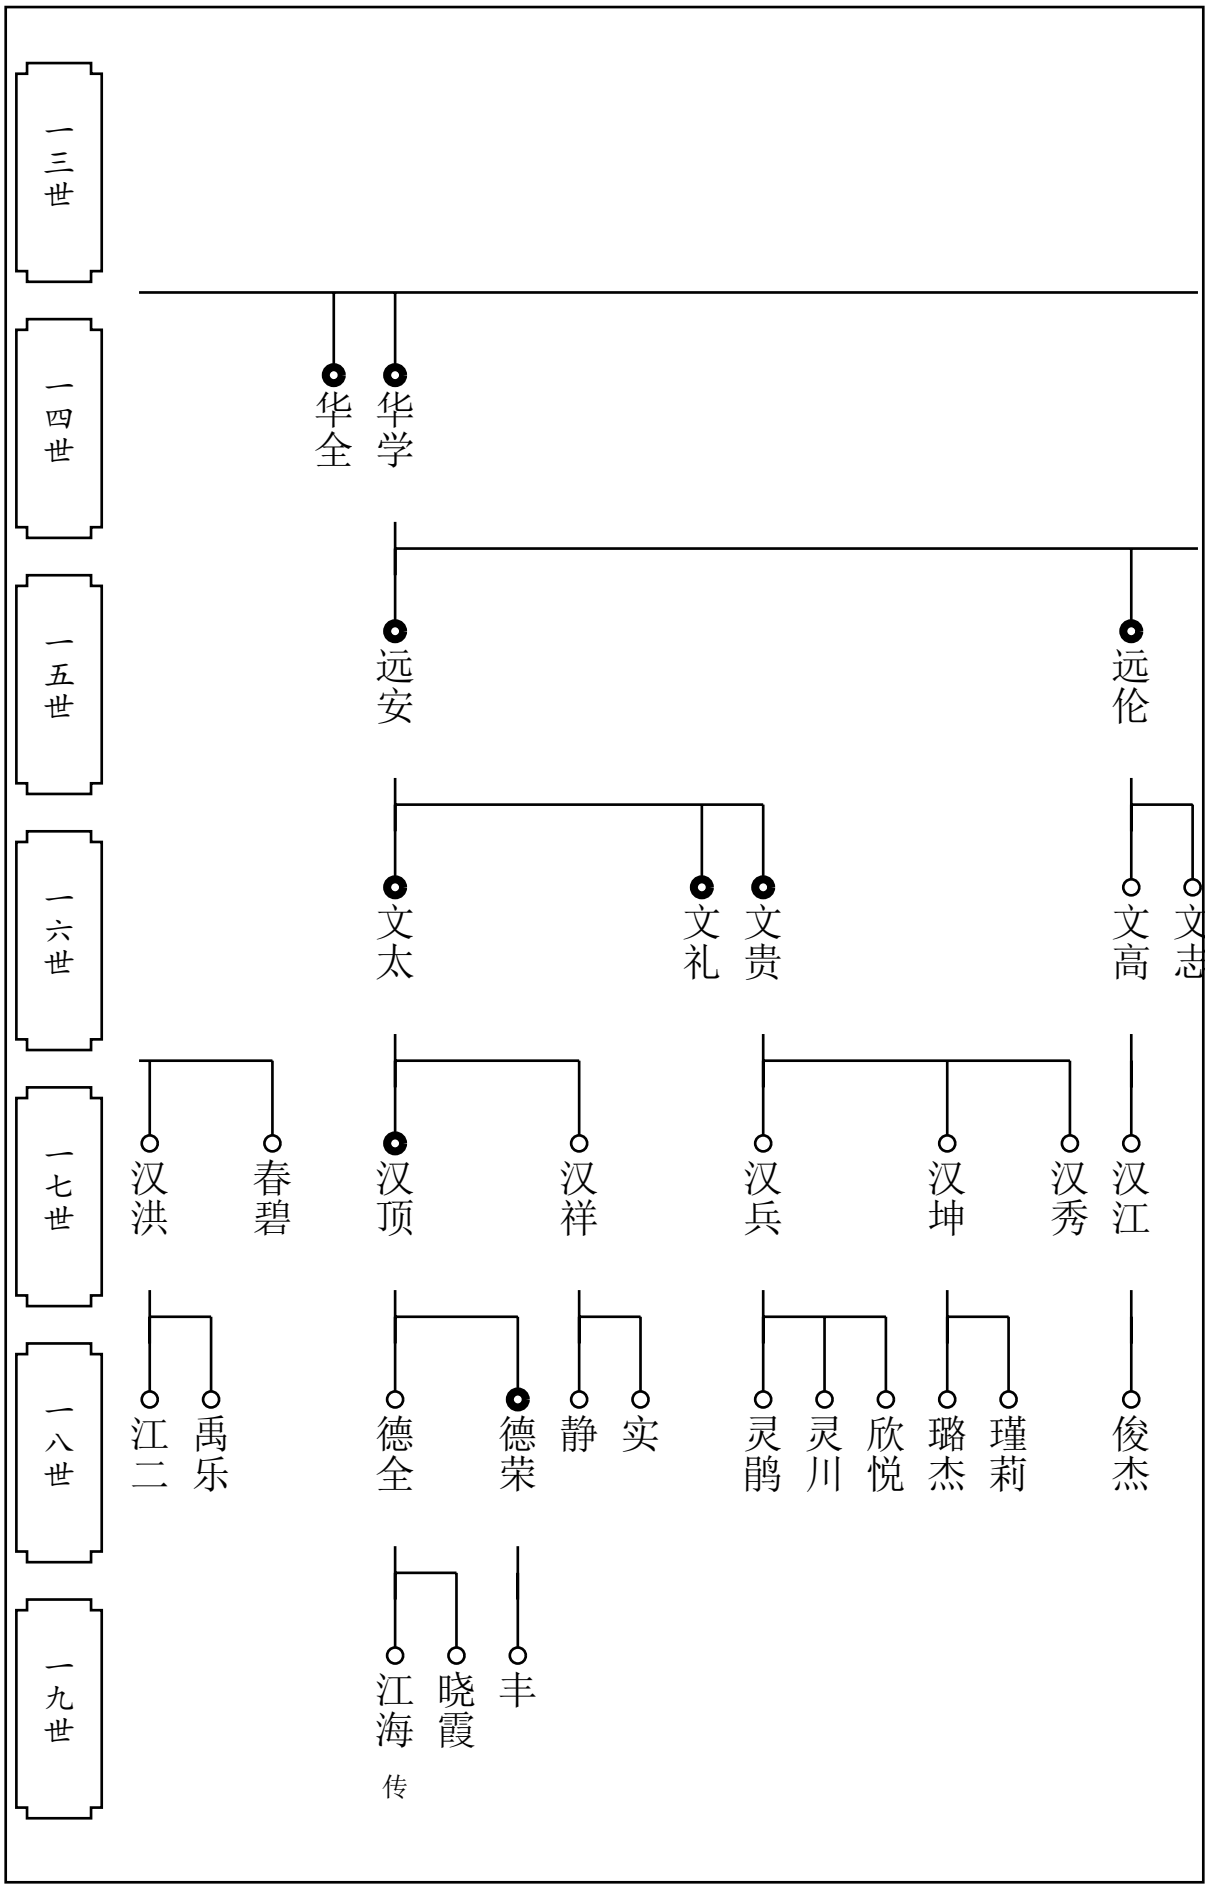 一三世
一四世
华全
华学
一五世
远安
远伦
一六世
文太
文礼
文贵
文高
文志
一七世
汉洪
春碧
汉顶
汉祥
汉兵
汉坤
汉秀
汉江
一八世
江二
禹乐
德全
德荣
静
实
灵鹃
灵川
欣悦
璐杰
瑾莉
俊杰
一九世
江海
传
晓霞
丰